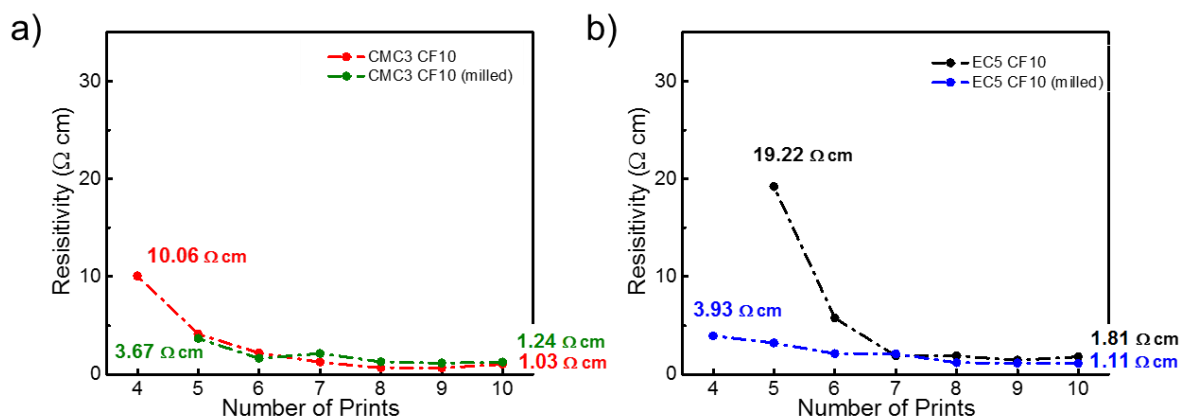 a)
CMC3 CF10
CMC3 CF10 (milled)
30
20
10
0
Resisitivity (Ω cm)
10.06 Ω cm
3.67 Ω cm
1.24 Ω cm
1.03 Ω cm
4 5 6 7 8 9 10
Number of Prints
b)
EC5 CF10
EC5 CF10 (milled)
30
20
10
0
Resisitivity (Ω cm)
19.22 Ω cm
3.93 Ω cm
1.81 Ω cm
1.11 Ω cm
4 5 6 7 8 9 10
Number of Prints